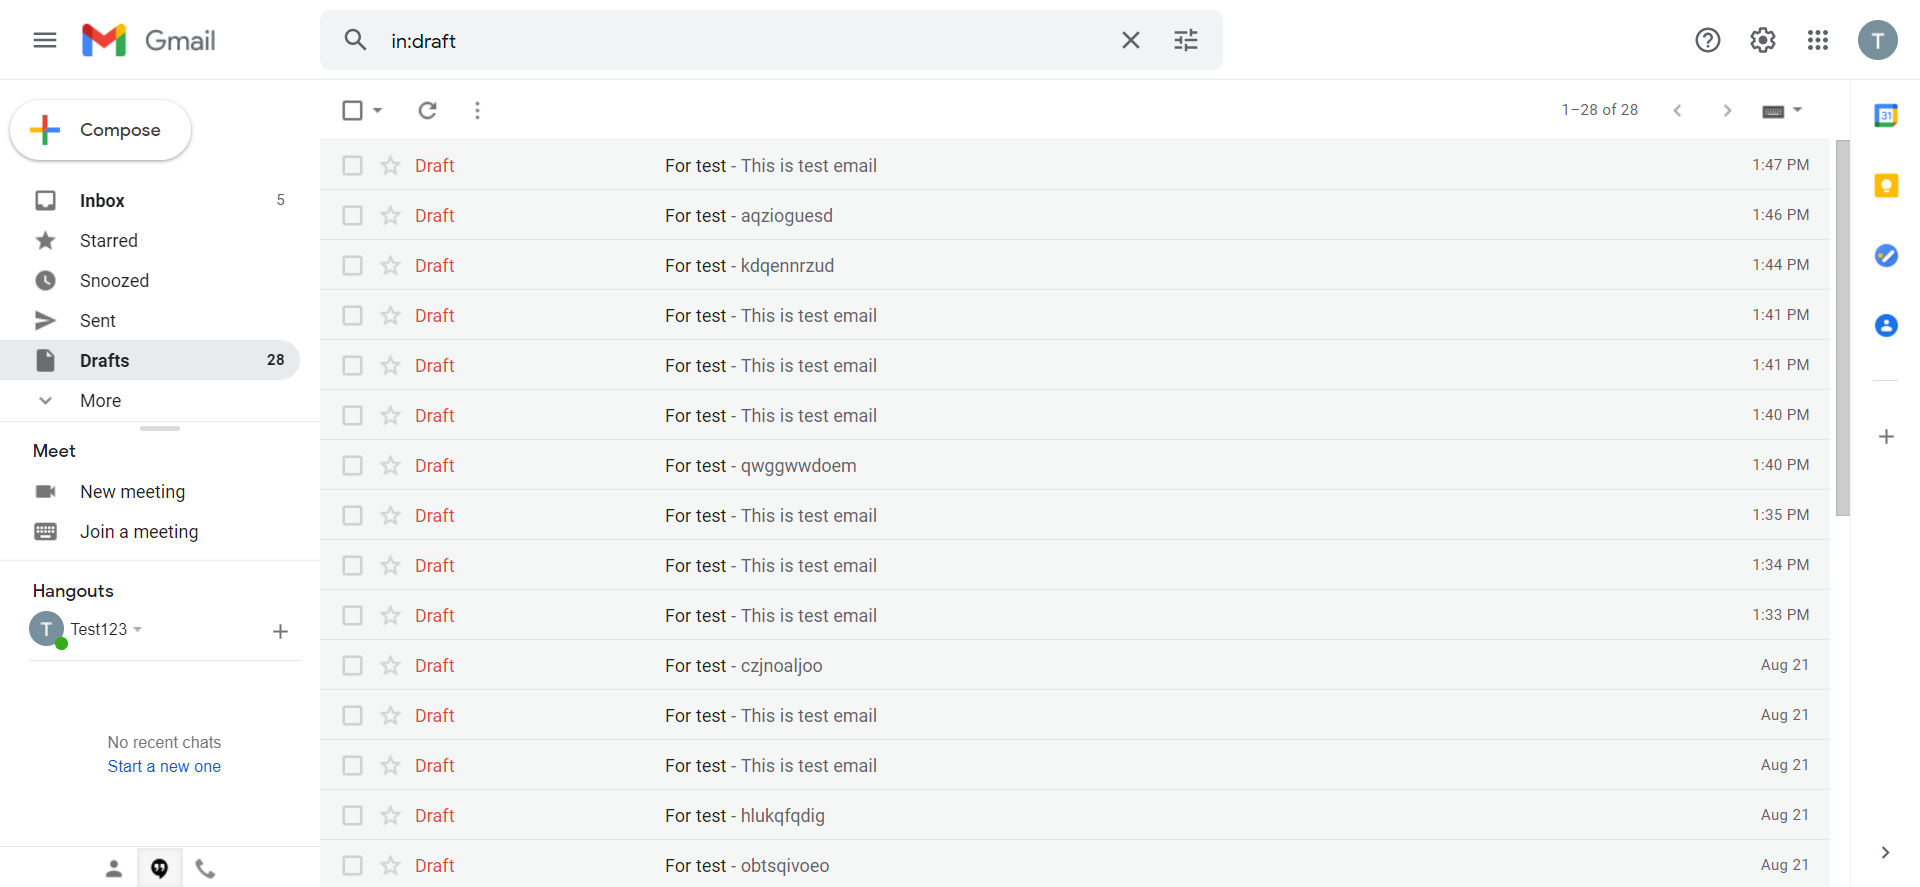 Gmail
in:draft
T
Compose
1–28 of 28
31
Inbox 5
Starred
Snoozed
Sent
Drafts 28
More
Meet
New meeting
Join a meeting
Hangouts
T Test123
No recent chats
Start a new one
Draft For test - This is test email 1:47 PM
Draft For test - aqzioguesd 1:46 PM
Draft For test - kdqennrzud 1:44 PM
Draft For test - This is test email 1:41 PM
Draft For test - This is test email 1:41 PM
Draft For test - This is test email 1:40 PM
Draft For test - qwggwwdoem 1:40 PM
Draft For test - This is test email 1:35 PM
Draft For test - This is test email 1:34 PM
Draft For test - This is test email 1:33 PM
Draft For test - czjnoaljoo Aug 21
Draft For test - This is test email Aug 21
Draft For test - This is test email Aug 21
Draft For test - hlukqfqdig Aug 21
Draft For test - obtsqivoeo Aug 21